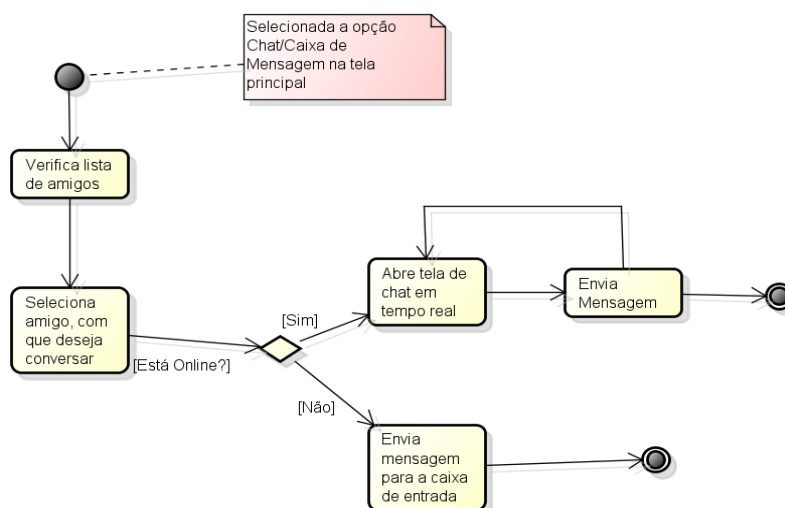 Selecionada a opção
Chat/Caixa de
Mensagem na tela
principal
Verifica lista
de amigos
Seleciona
amigo, com
que deseja
conversar
[Está Online?]
[Sim]
[Não]
Abre tela de
chat em
tempo real
Envia
Mensagem
Envia
mensagem
para a caixa
de entrada